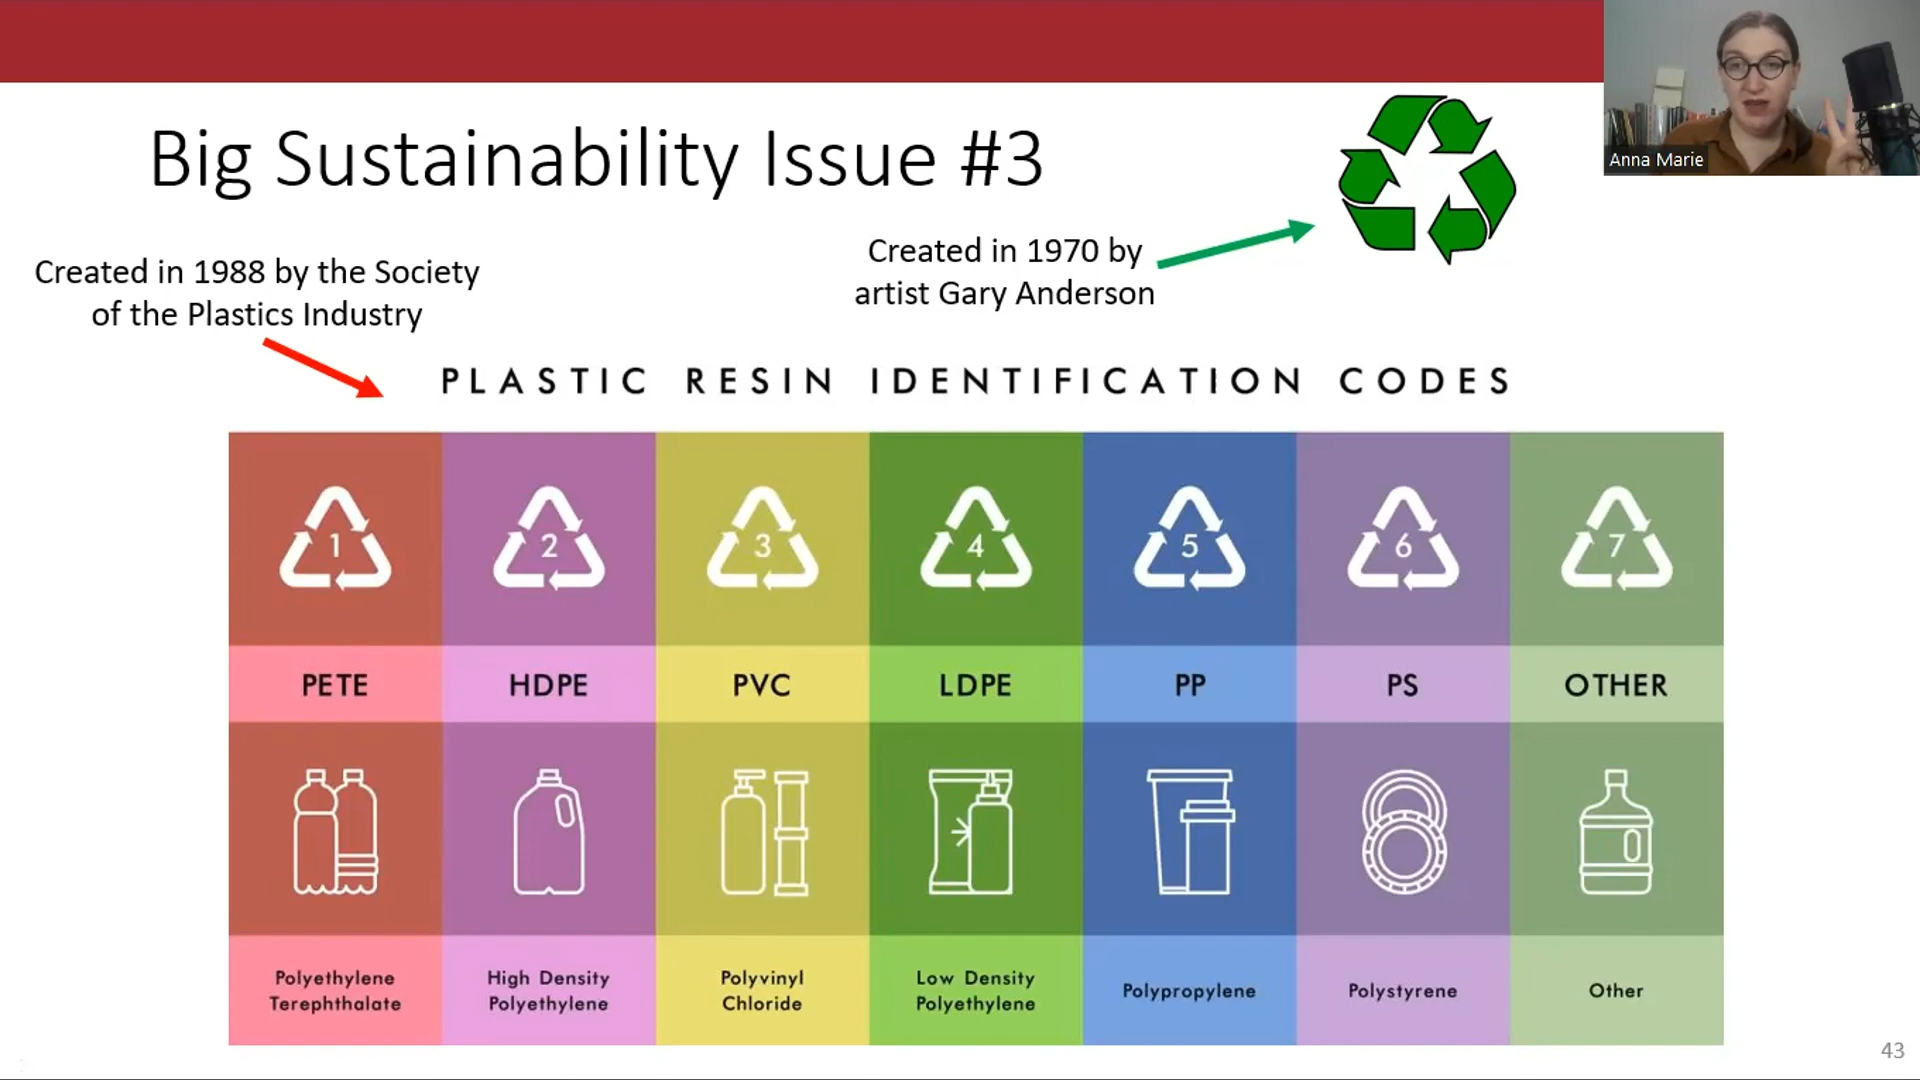 Anna Marie
Big Sustainability Issue #3
Created in 1988 by the Society
of the Plastics Industry
Created in 1970 by
artist Gary Anderson
PLASTIC RESIN IDENTIFICATION CODES
1 2 3 4 5 6 7
PETE HDPE PVC LDPE PP PS OTHER
Polyethylene
Terephthalate
High Density
Polyethylene
Polyvinyl
Chloride
Low Density
Polyethylene
Polypropylene
Polystyrene
Other
43